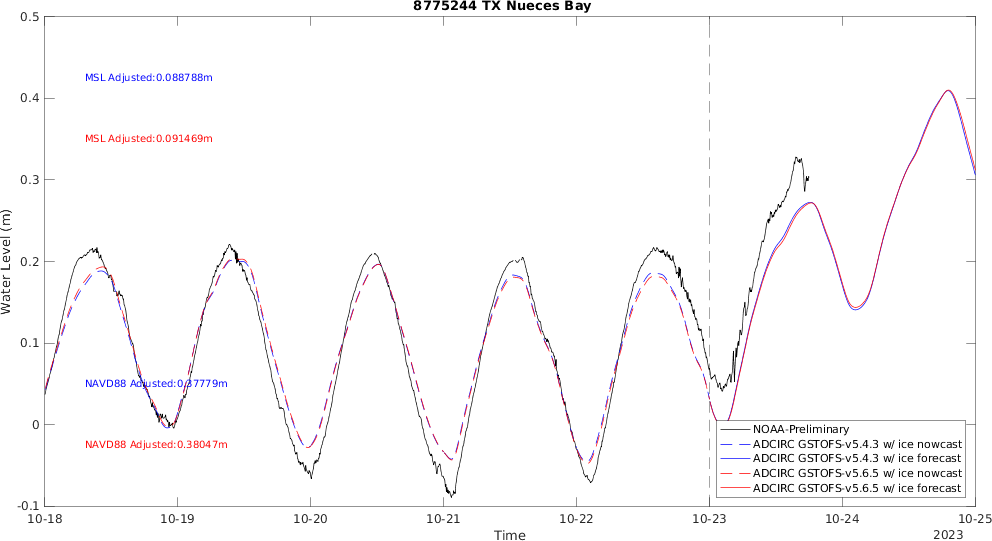 8775244 TX Nueces Bay
Water Level (m)
0.5
0.4
0.3
0.2
0.1
0
-0.1
MSL Adjusted:0.088788m
MSL Adjusted:0.091469m
NAVD88 Adjusted:0.37779m
NAVD88 Adjusted:0.38047m
NOAA-Preliminary
ADCIRC GSTOFS-v5.4.3 w/ ice nowcast
ADCIRC GSTOFS-v5.4.3 w/ ice forecast
ADCIRC GSTOFS-v5.6.5 w/ ice nowcast
ADCIRC GSTOFS-v5.6.5 w/ ice forecast
10-18 10-19 10-20 10-21 10-22 10-23 10-24 10-25
Time
2023